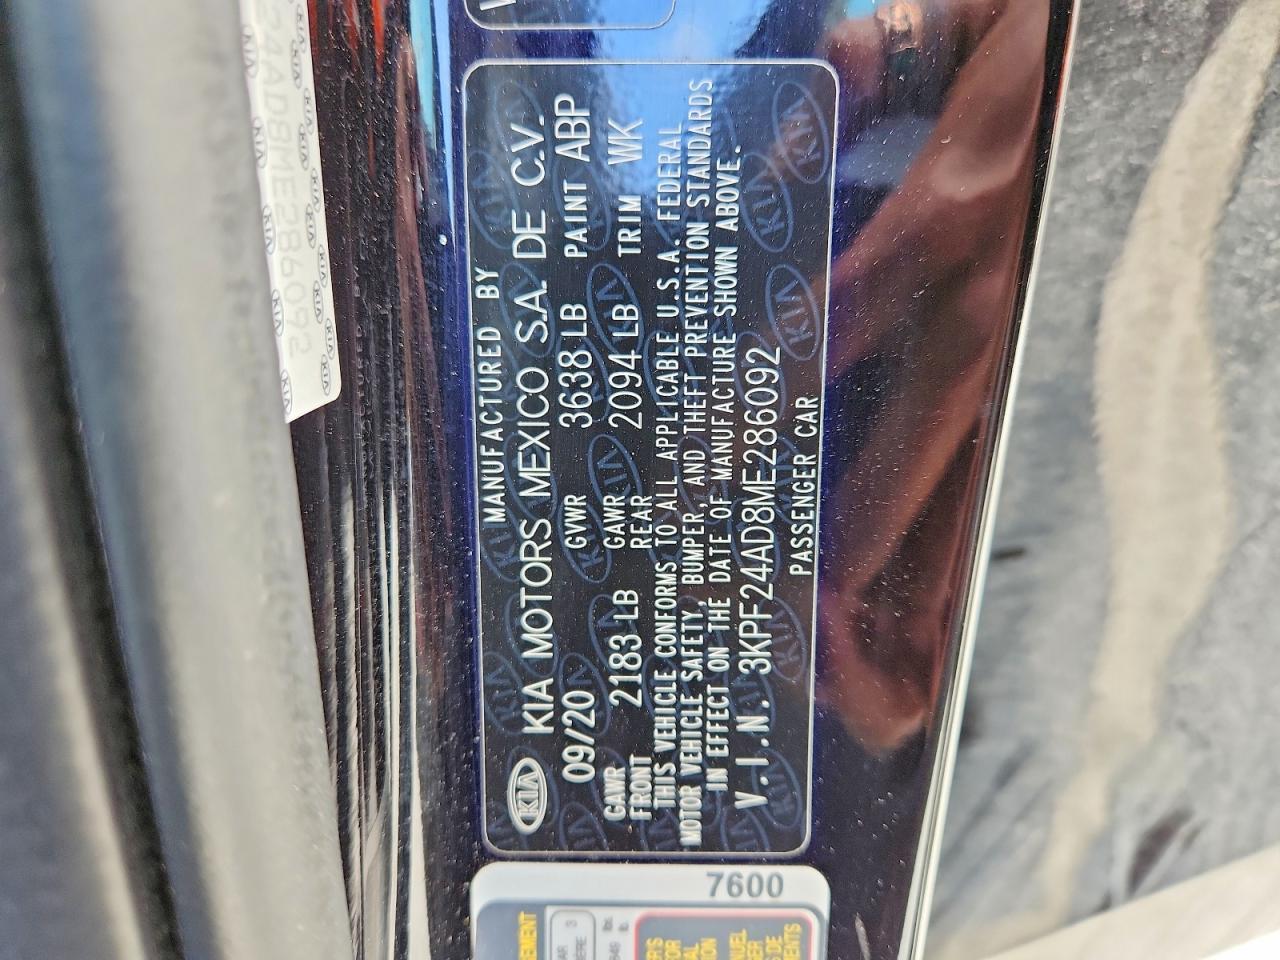 MANUFACTURED BY
KIA KIA MOTORS MEXICO S.A. DE C.V.
09/20 GVWR 3638 LB PAINT ABP
GAWR FRONT 2183 LB GAWR REAR 2094 LB TRIM WK
THIS VEHICLE CONFORMS TO ALL APPLICABLE U.S.A. FEDERAL
MOTOR VEHICLE SAFETY, BUMPER, AND THEFT PREVENTION STANDARDS
IN EFFECT ON THE DATE OF MANUFACTURE SHOWN ABOVE.
V.I.N. 3KPF24AD8ME286092
PASSENGER CAR
24AD8ME286092
7600